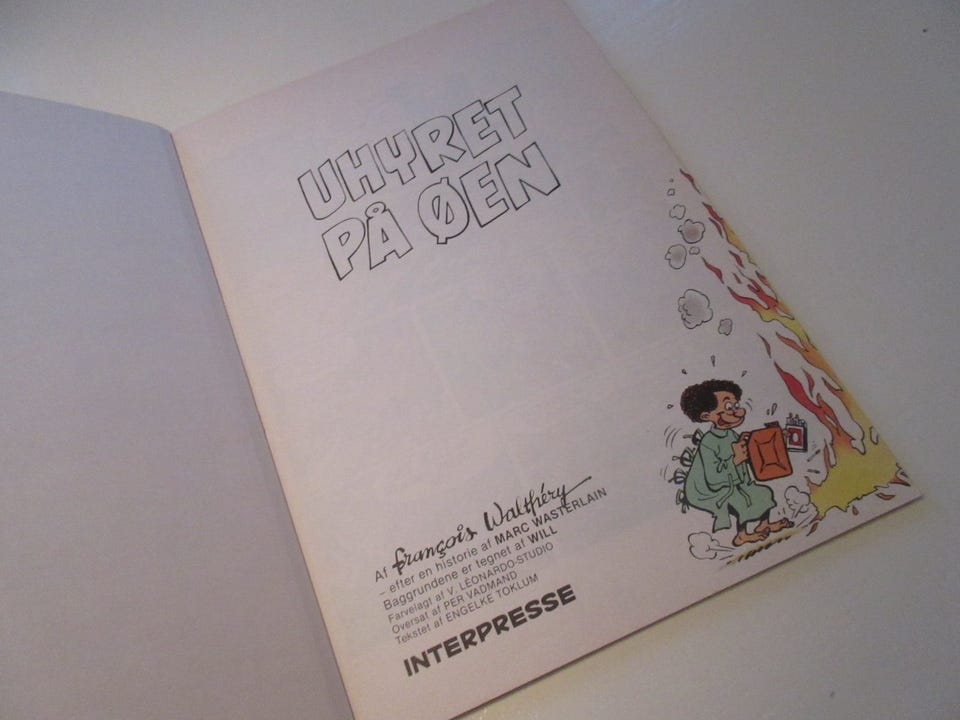 UHYRET
PÅ ØEN
Af François Walthéry
– efter en historie af MARC WASTERLAIN
Baggrundene er tegnet af WILL
Farvelagt af V. LÉONARDO-STUDIO
Oversat af PER VADMAND
Tekstet af ENGELKE TOKLUM
INTERPRESSE